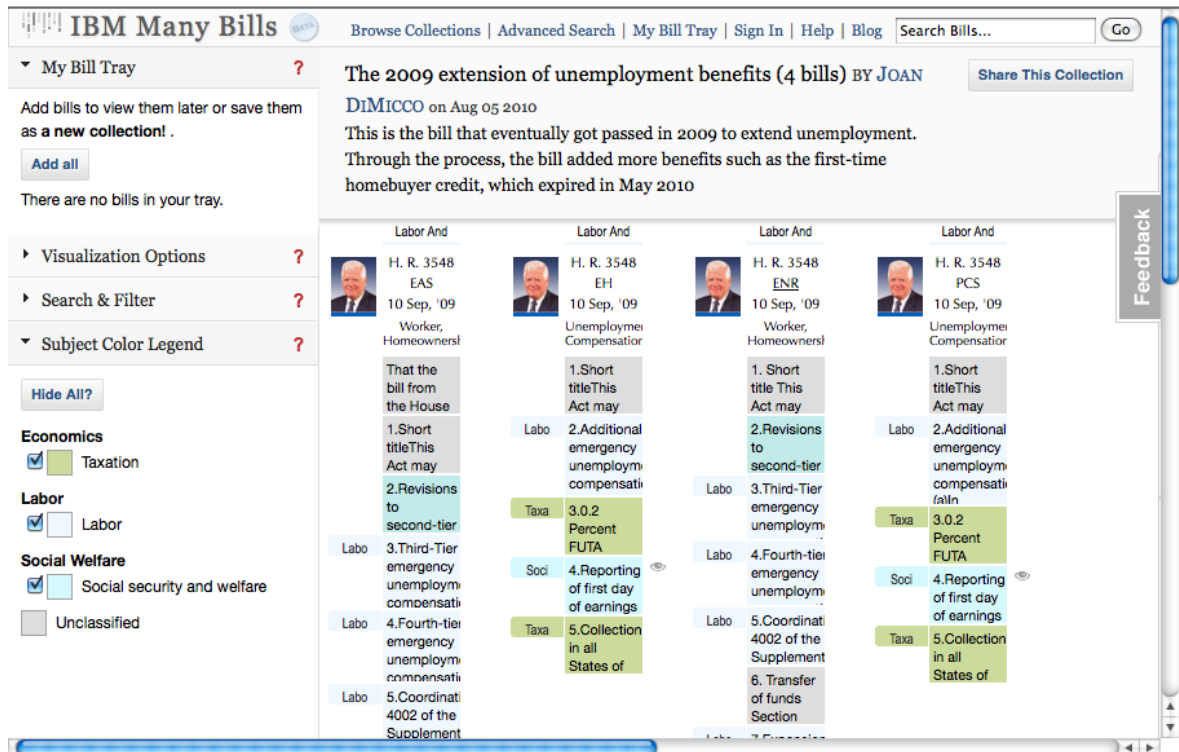 IBM Many Bills BETA
Browse Collections | Advanced Search | My Bill Tray | Sign In | Help | Blog
Search Bills...
Go
My Bill Tray ?
Add bills to view them later or save them
as a new collection! .
Add all
There are no bills in your tray.
Visualization Options ?
Search & Filter ?
Subject Color Legend ?
Hide All?
Economics
Taxation
Labor
Labor
Social Welfare
Social security and welfare
Unclassified
The 2009 extension of unemployment benefits (4 bills) BY JOAN
DIMICCO on Aug 05 2010
This is the bill that eventually got passed in 2009 to extend unemployment.
Through the process, the bill added more benefits such as the first-time
homebuyer credit, which expired in May 2010
Share This Collection
Feedback
Labor And
H. R. 3548
EAS
10 Sep, '09
Worker,
Homeownersh
That the
bill from
the House
1.Short
titleThis
Act may
2.Revisions
to
second-tier
Labo
3.Third-Tier
emergency
unemploym
compensati
Labo
4.Fourth-tier
emergency
unemploym
compensati
Labo
5.Coordinati
4002 of the
Supplement
Labor And
H. R. 3548
EH
10 Sep, '09
Unemploymer
Compensation
1.Short
titleThis
Act may
Labo
2.Additional
emergency
unemploym
compensati
Taxa
3.0.2
Percent
FUTA
Soci
4.Reporting
of first day
of earnings
Taxa
5.Collection
in all
States of
Labor And
H. R. 3548
ENR
10 Sep, '09
Worker,
Homeownersh
1. Short
title This
Act may
2.Revisions
to
second-tier
Labo
3.Third-Tier
emergency
unemploym
Labo
4.Fourth-tier
emergency
unemploym
Labo
5.Coordinati
4002 of the
Supplement
6. Transfer
of funds
Section
Labo
7.Expansion
Labor And
H. R. 3548
PCS
10 Sep, '09
Unemploymer
Compensation
1.Short
titleThis
Act may
Labo
2.Additional
emergency
unemploym
compensati
(a)In
Taxa
3.0.2
Percent
FUTA
Soci
4.Reporting
of first day
of earnings
Taxa
5.Collection
in all
States of